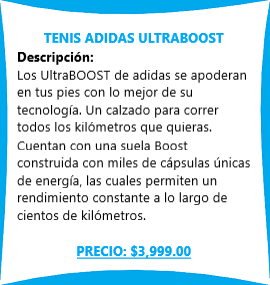 TENIS ADIDAS ULTRABOOST
Descripción:
Los UltraBOOST de adidas se apoderan
en tus pies con lo mejor de su
tecnología. Un calzado para correr
todos los kilómetros que quieras.
Cuentan con una suela Boost
construida con miles de cápsulas únicas
de energía, las cuales permiten un
rendimiento constante a lo largo de
cientos de kilómetros.
PRECIO: $3,999.00